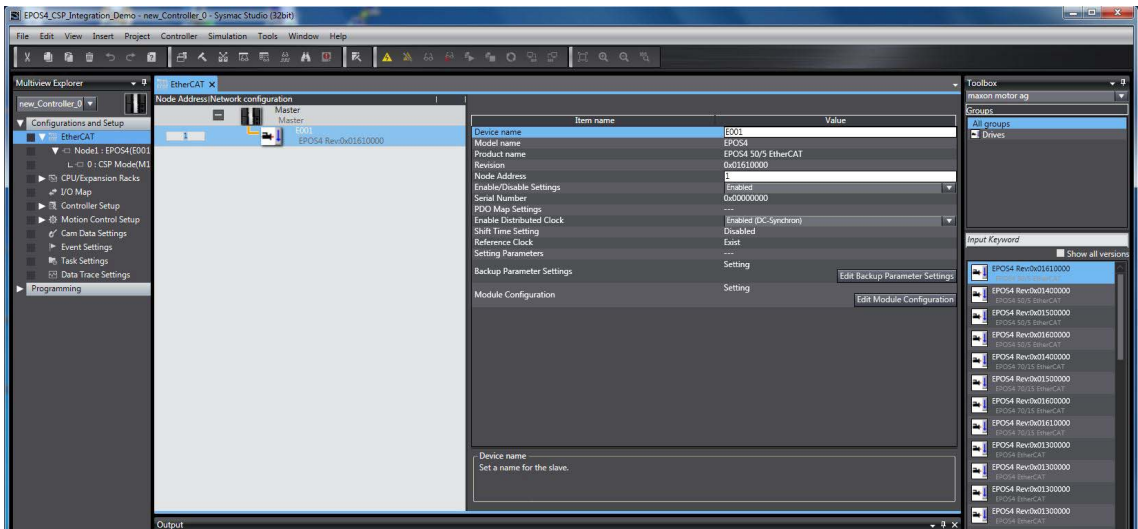 EPOS4_CSP_Integration_Demo - new_Controller_0 - Sysmac Studio (32bit)
File Edit View Insert Project Controller Simulation Tools Window Help
Multiview Explorer
new_Controller_0
Configurations and Setup
EtherCAT
Node1 : EPOS4(E001
0 : CSP Mode(M1
CPU/Expansion Racks
I/O Map
Controller Setup
Motion Control Setup
Cam Data Settings
Event Settings
Task Settings
Data Trace Settings
Programming
EtherCAT X
Node Address|Network configuration
Master
Master
1
E001
EPOS4 Rev:0x01610000
Item name Value
Device name E001
Model name EPOS4
Product name EPOS4 50/5 EtherCAT
Revision 0x01610000
Node Address 1
Enable/Disable Settings Enabled
Serial Number 0x00000000
PDO Map Settings ---
Enable Distributed Clock Enabled (DC-Synchron)
Shift Time Setting Disabled
Reference Clock Exist
Setting Parameters ---
Backup Parameter Settings Setting
Edit Backup Parameter Settings
Module Configuration Setting
Edit Module Configuration
Device name
Set a name for the slave.
Output
Toolbox
maxon motor ag
Groups
All groups
Drives
Input Keyword
Show all versions
EPOS4 Rev:0x01610000
EPOS4 50/5 EtherCAT
EPOS4 Rev:0x01400000
EPOS4 50/5 EtherCAT
EPOS4 Rev:0x01500000
EPOS4 50/5 EtherCAT
EPOS4 Rev:0x01600000
EPOS4 50/5 EtherCAT
EPOS4 Rev:0x01400000
EPOS4 70/15 EtherCAT
EPOS4 Rev:0x01500000
EPOS4 70/15 EtherCAT
EPOS4 Rev:0x01600000
EPOS4 70/15 EtherCAT
EPOS4 Rev:0x01610000
EPOS4 70/15 EtherCAT
EPOS4 Rev:0x01300000
EPOS4 EtherCAT
EPOS4 Rev:0x01300000
EPOS4 EtherCAT
EPOS4 Rev:0x01300000
EPOS4 EtherCAT
EPOS4 Rev:0x01300000
EPOS4 EtherCAT